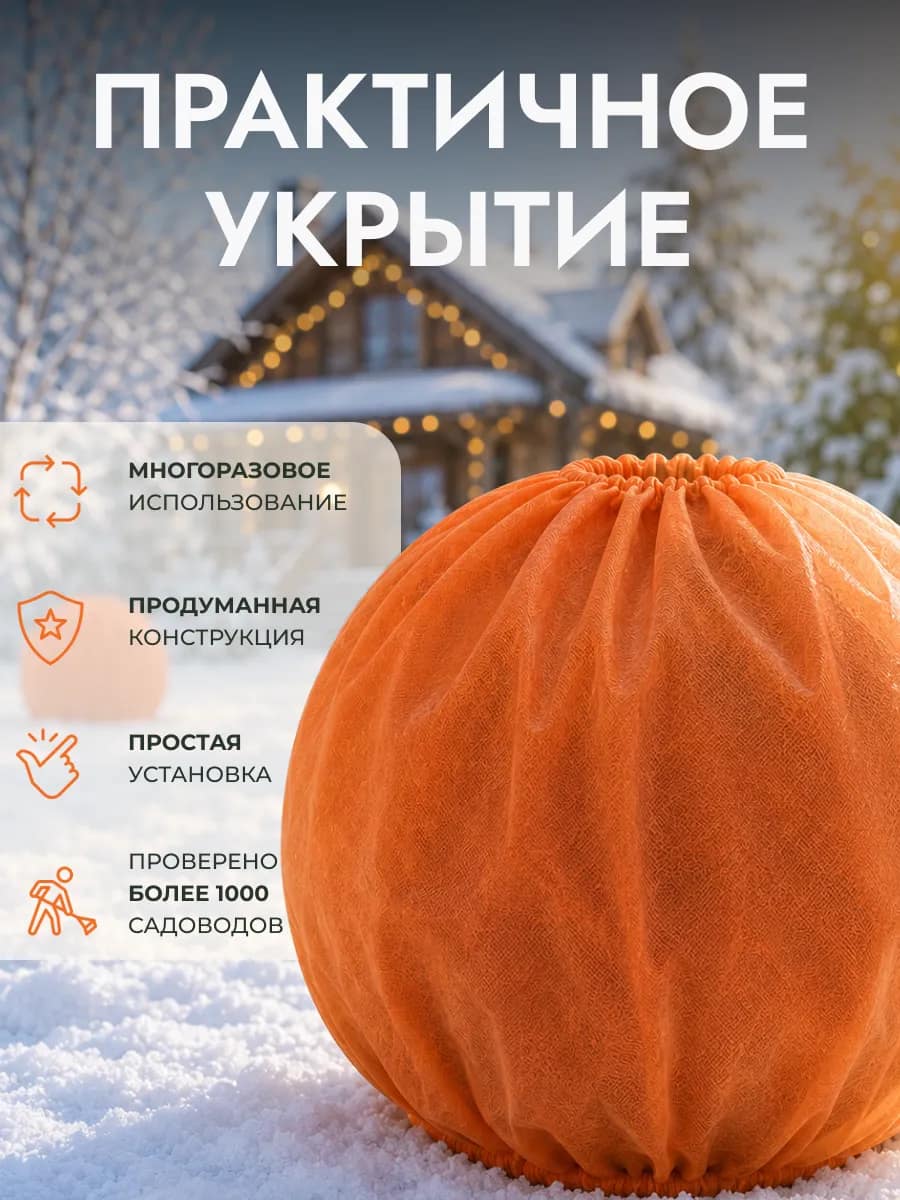 ПРАКТИЧНОЕ
УКРЫТИЕ
МНОГОРАЗОВОЕ
ИСПОЛЬЗОВАНИЕ
ПРОДУМАННАЯ
КОНСТРУКЦИЯ
ПРОСТАЯ
УСТАНОВКА
ПРОВЕРЕНО
БОЛЕЕ 1000
САДОВОДОВ